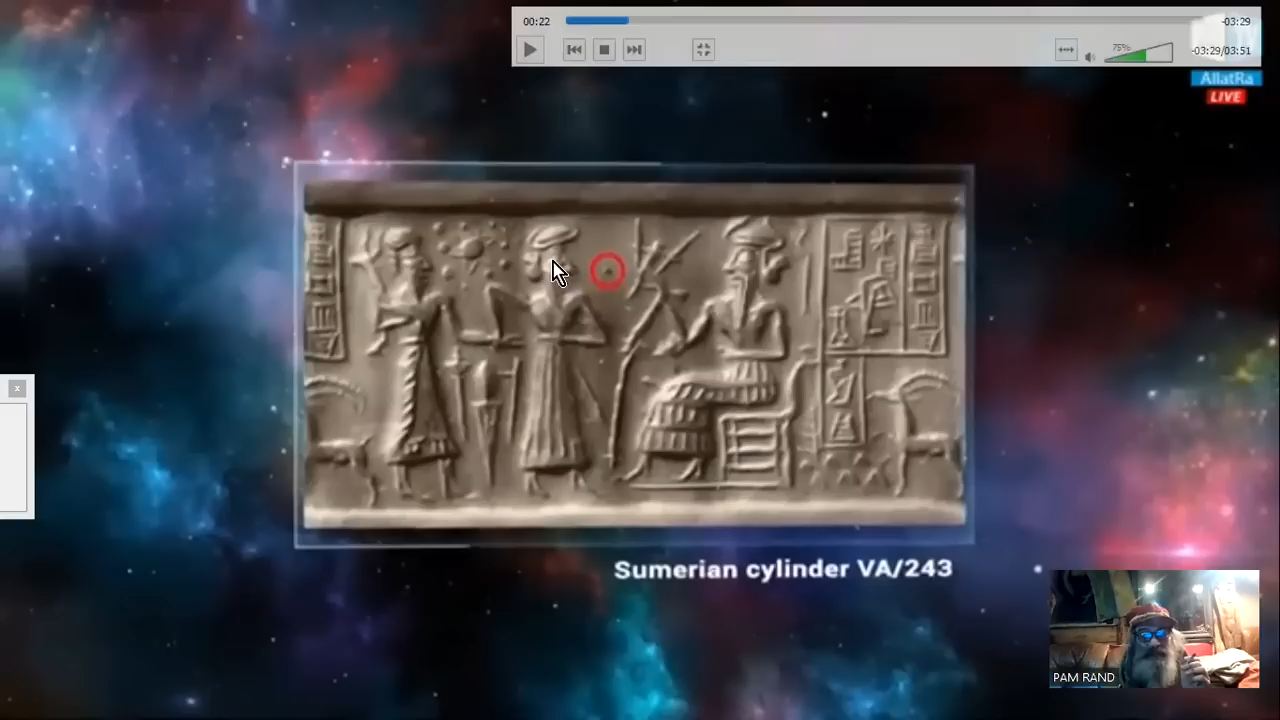 00:22
-03:29
75%
-03:29/03:51
AllatRa
LIVE
x
Sumerian cylinder VA/243
PAM RAND